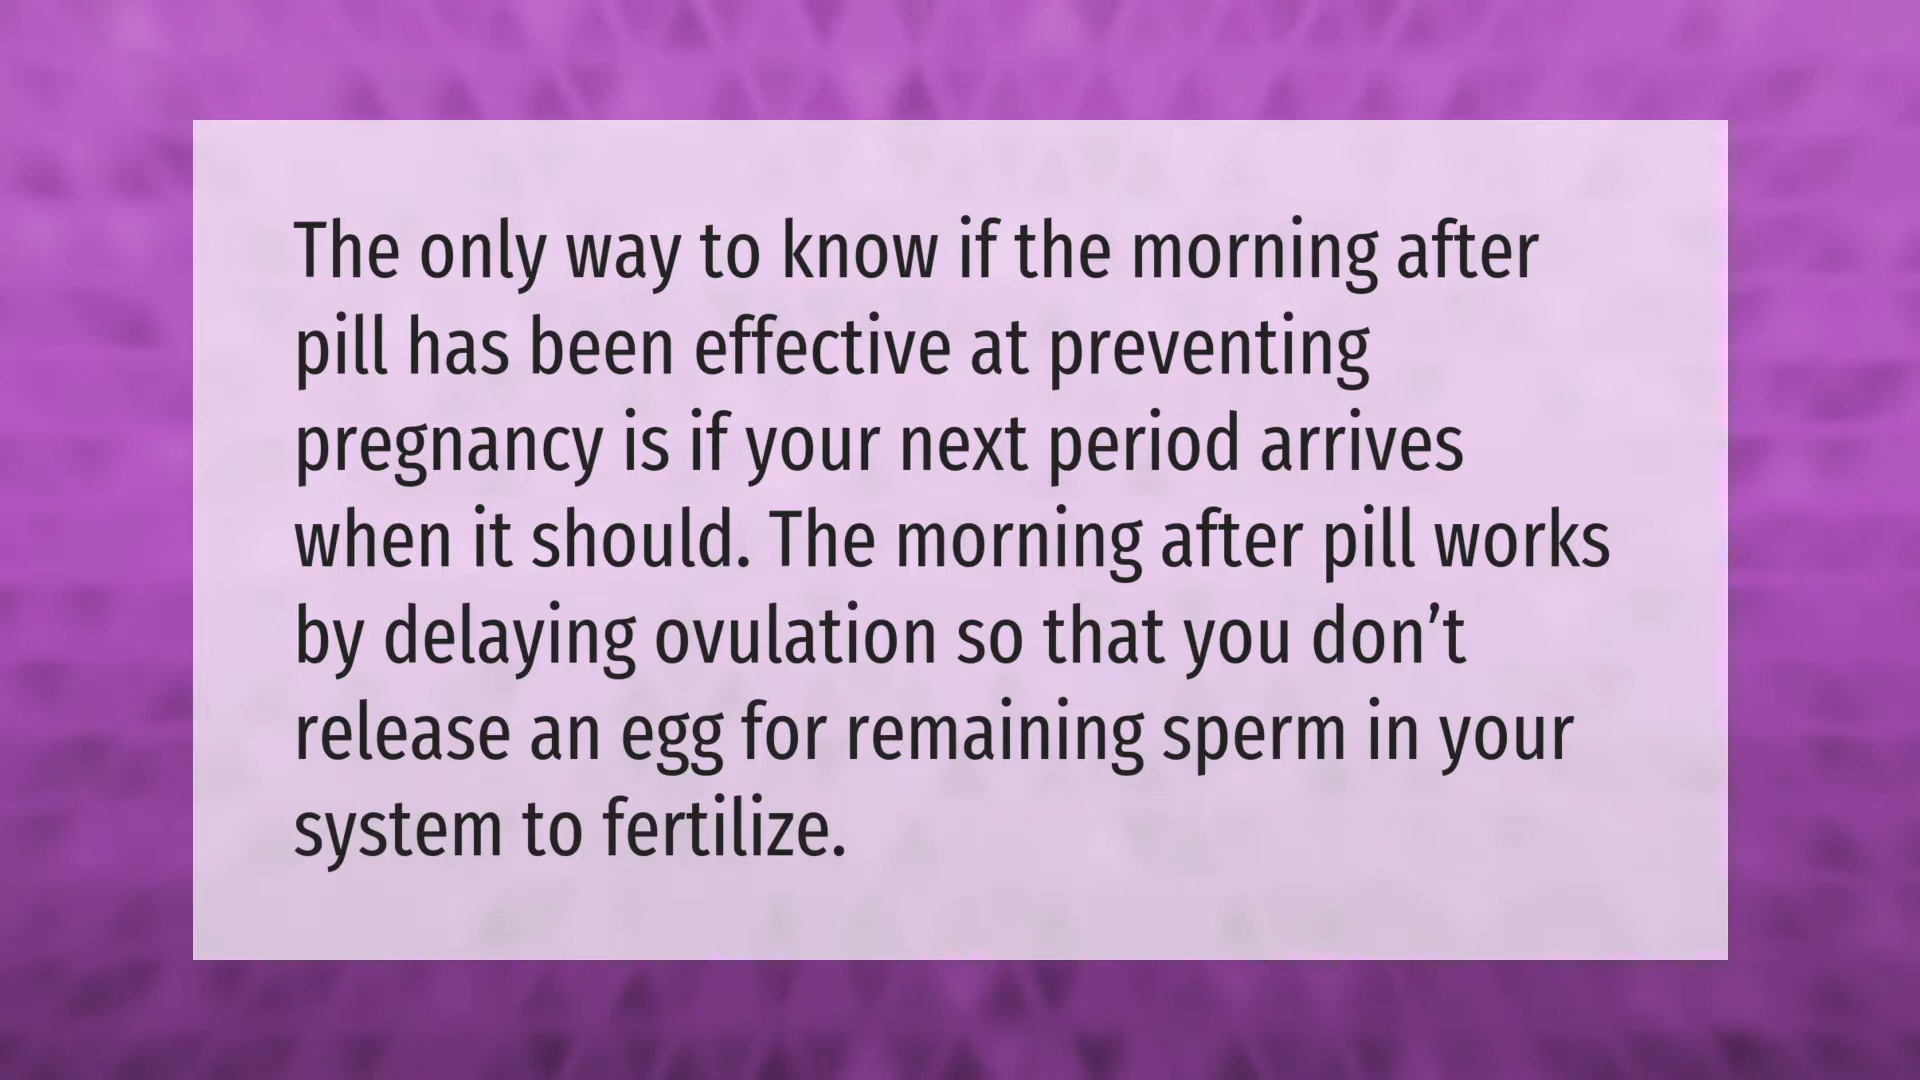 The only way to know if the morning after
pill has been effective at preventing
pregnancy is if your next period arrives
when it should. The morning after pill works
by delaying ovulation so that you don’t
release an egg for remaining sperm in your
system to fertilize.